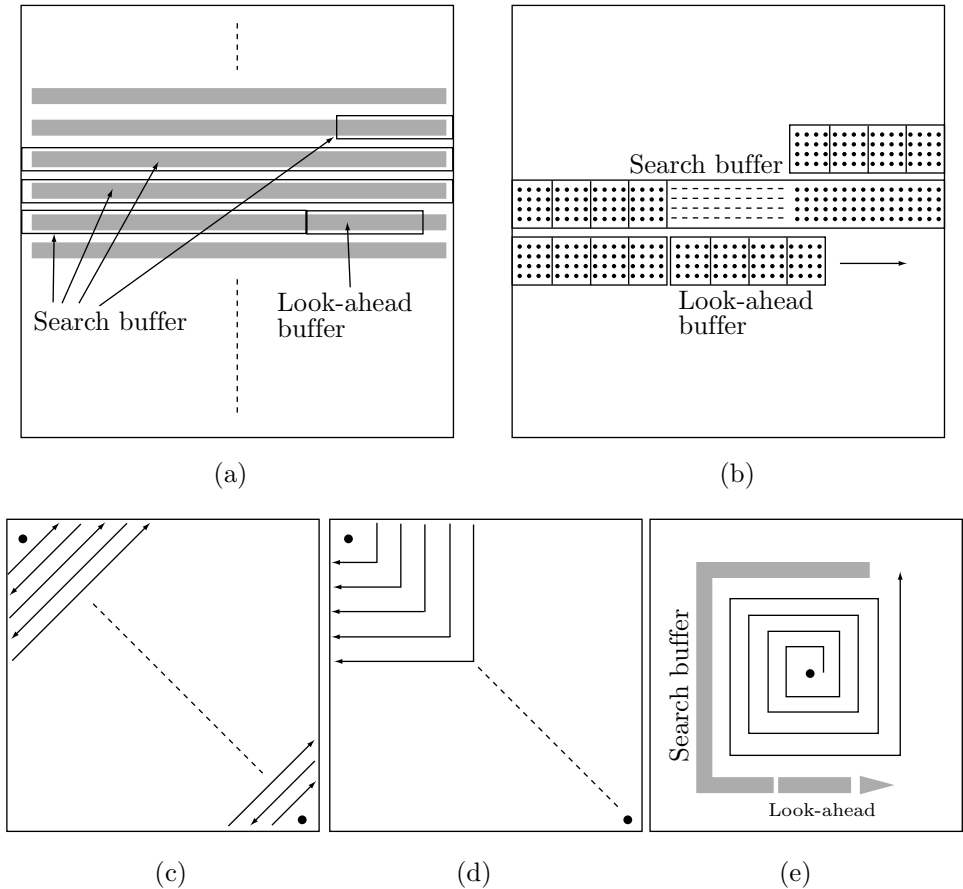 Search buffer
Look-ahead
buffer
(a)
Search buffer
Look-ahead
buffer
(b)
(c)
(d)
Search buffer
Look-ahead
(e)